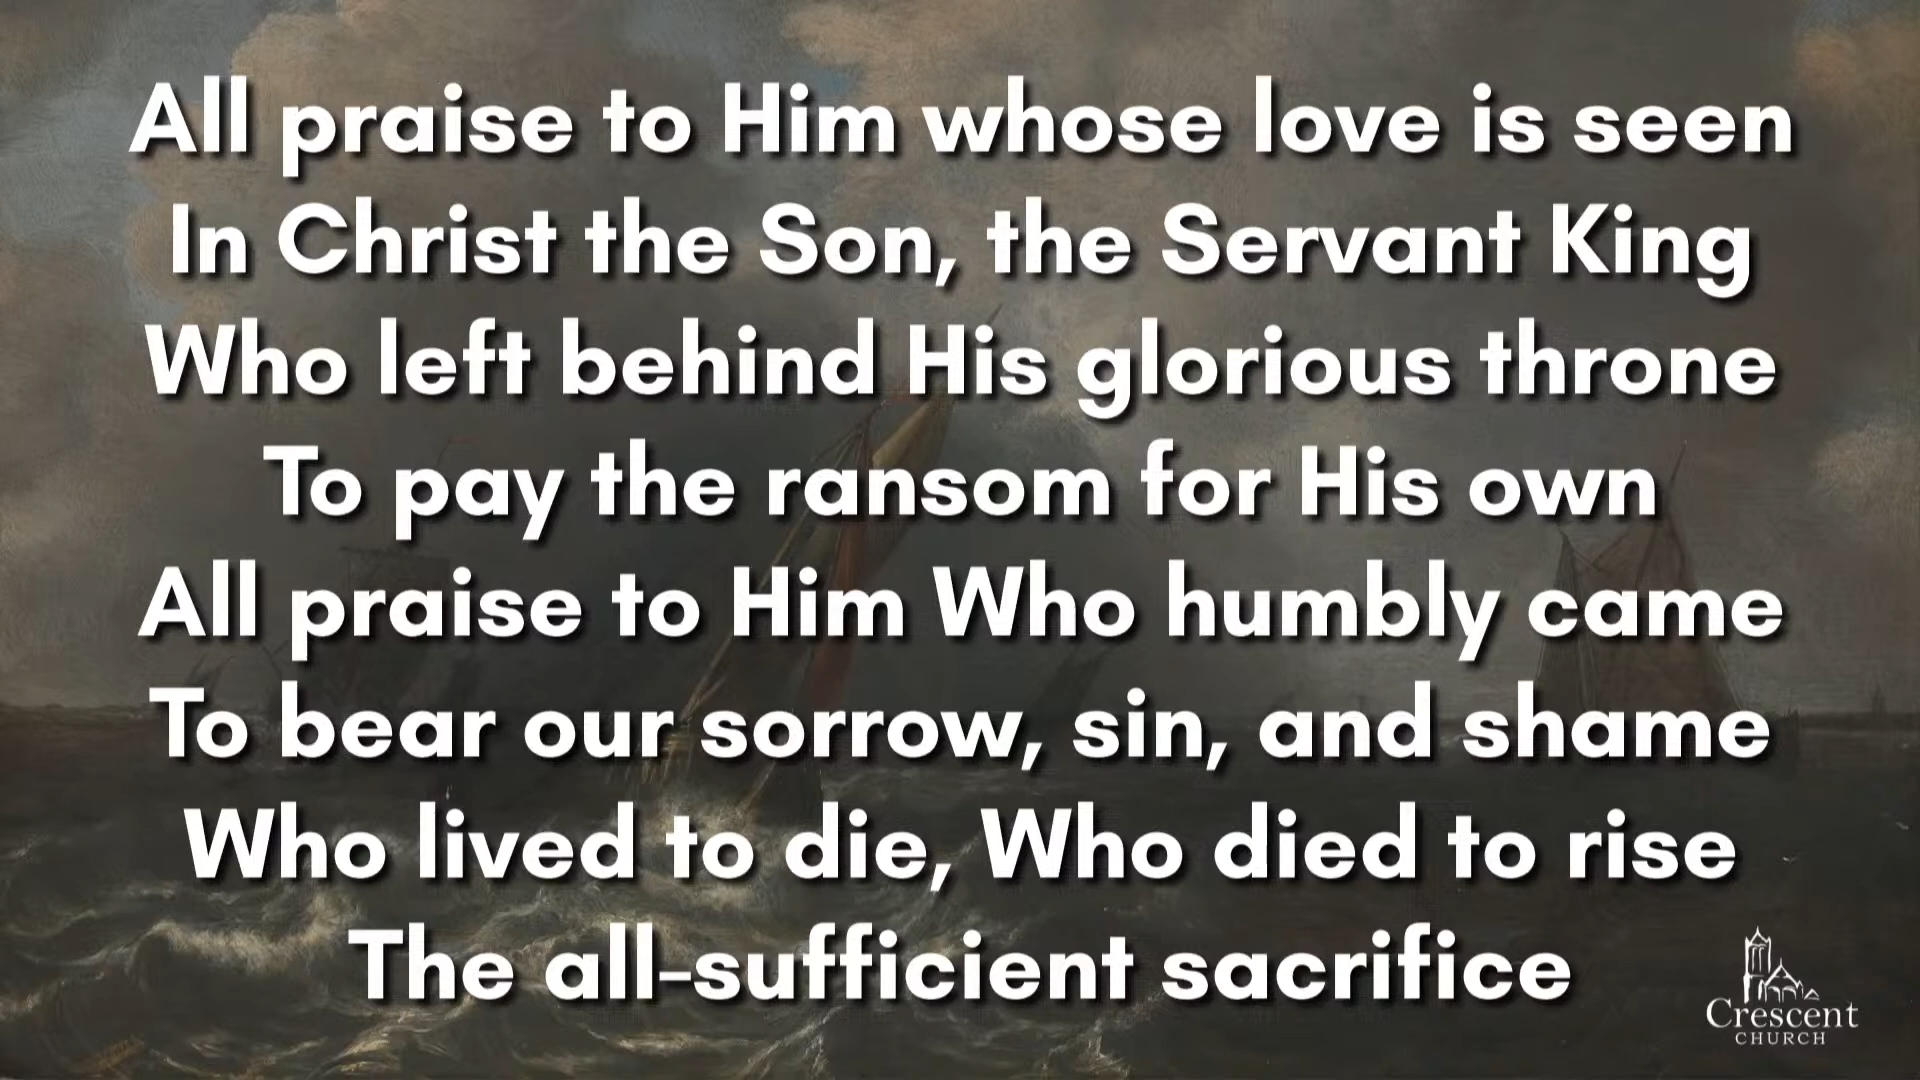 All praise to Him whose love is seen
In Christ the Son, the Servant King
Who left behind His glorious throne
To pay the ransom for His own
All praise to Him Who humbly came
To bear our sorrow, sin, and shame
Who lived to die, Who died to rise
The all-sufficient sacrifice
Crescent
CHURCH